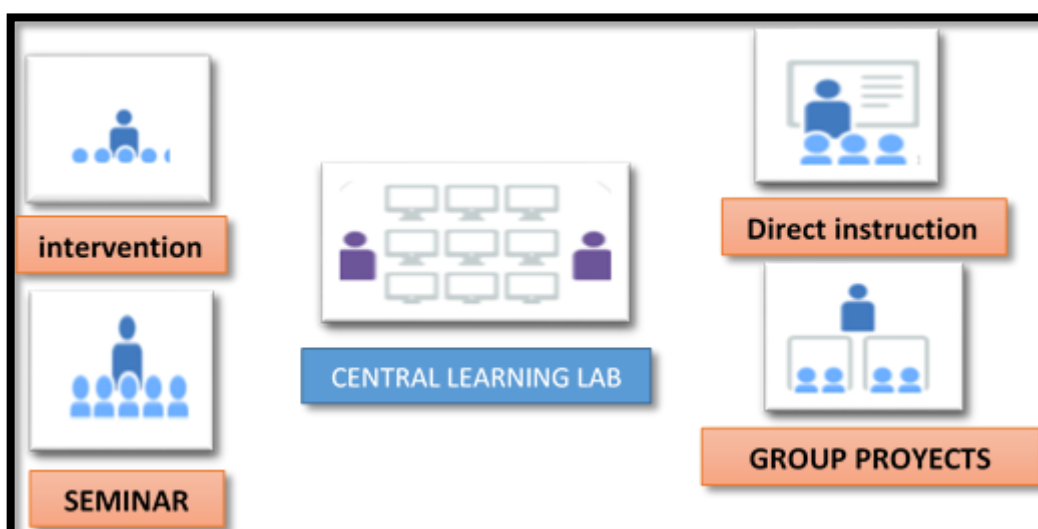 intervention
SEMINAR
CENTRAL LEARNING LAB
Direct instruction
GROUP PROYECTS